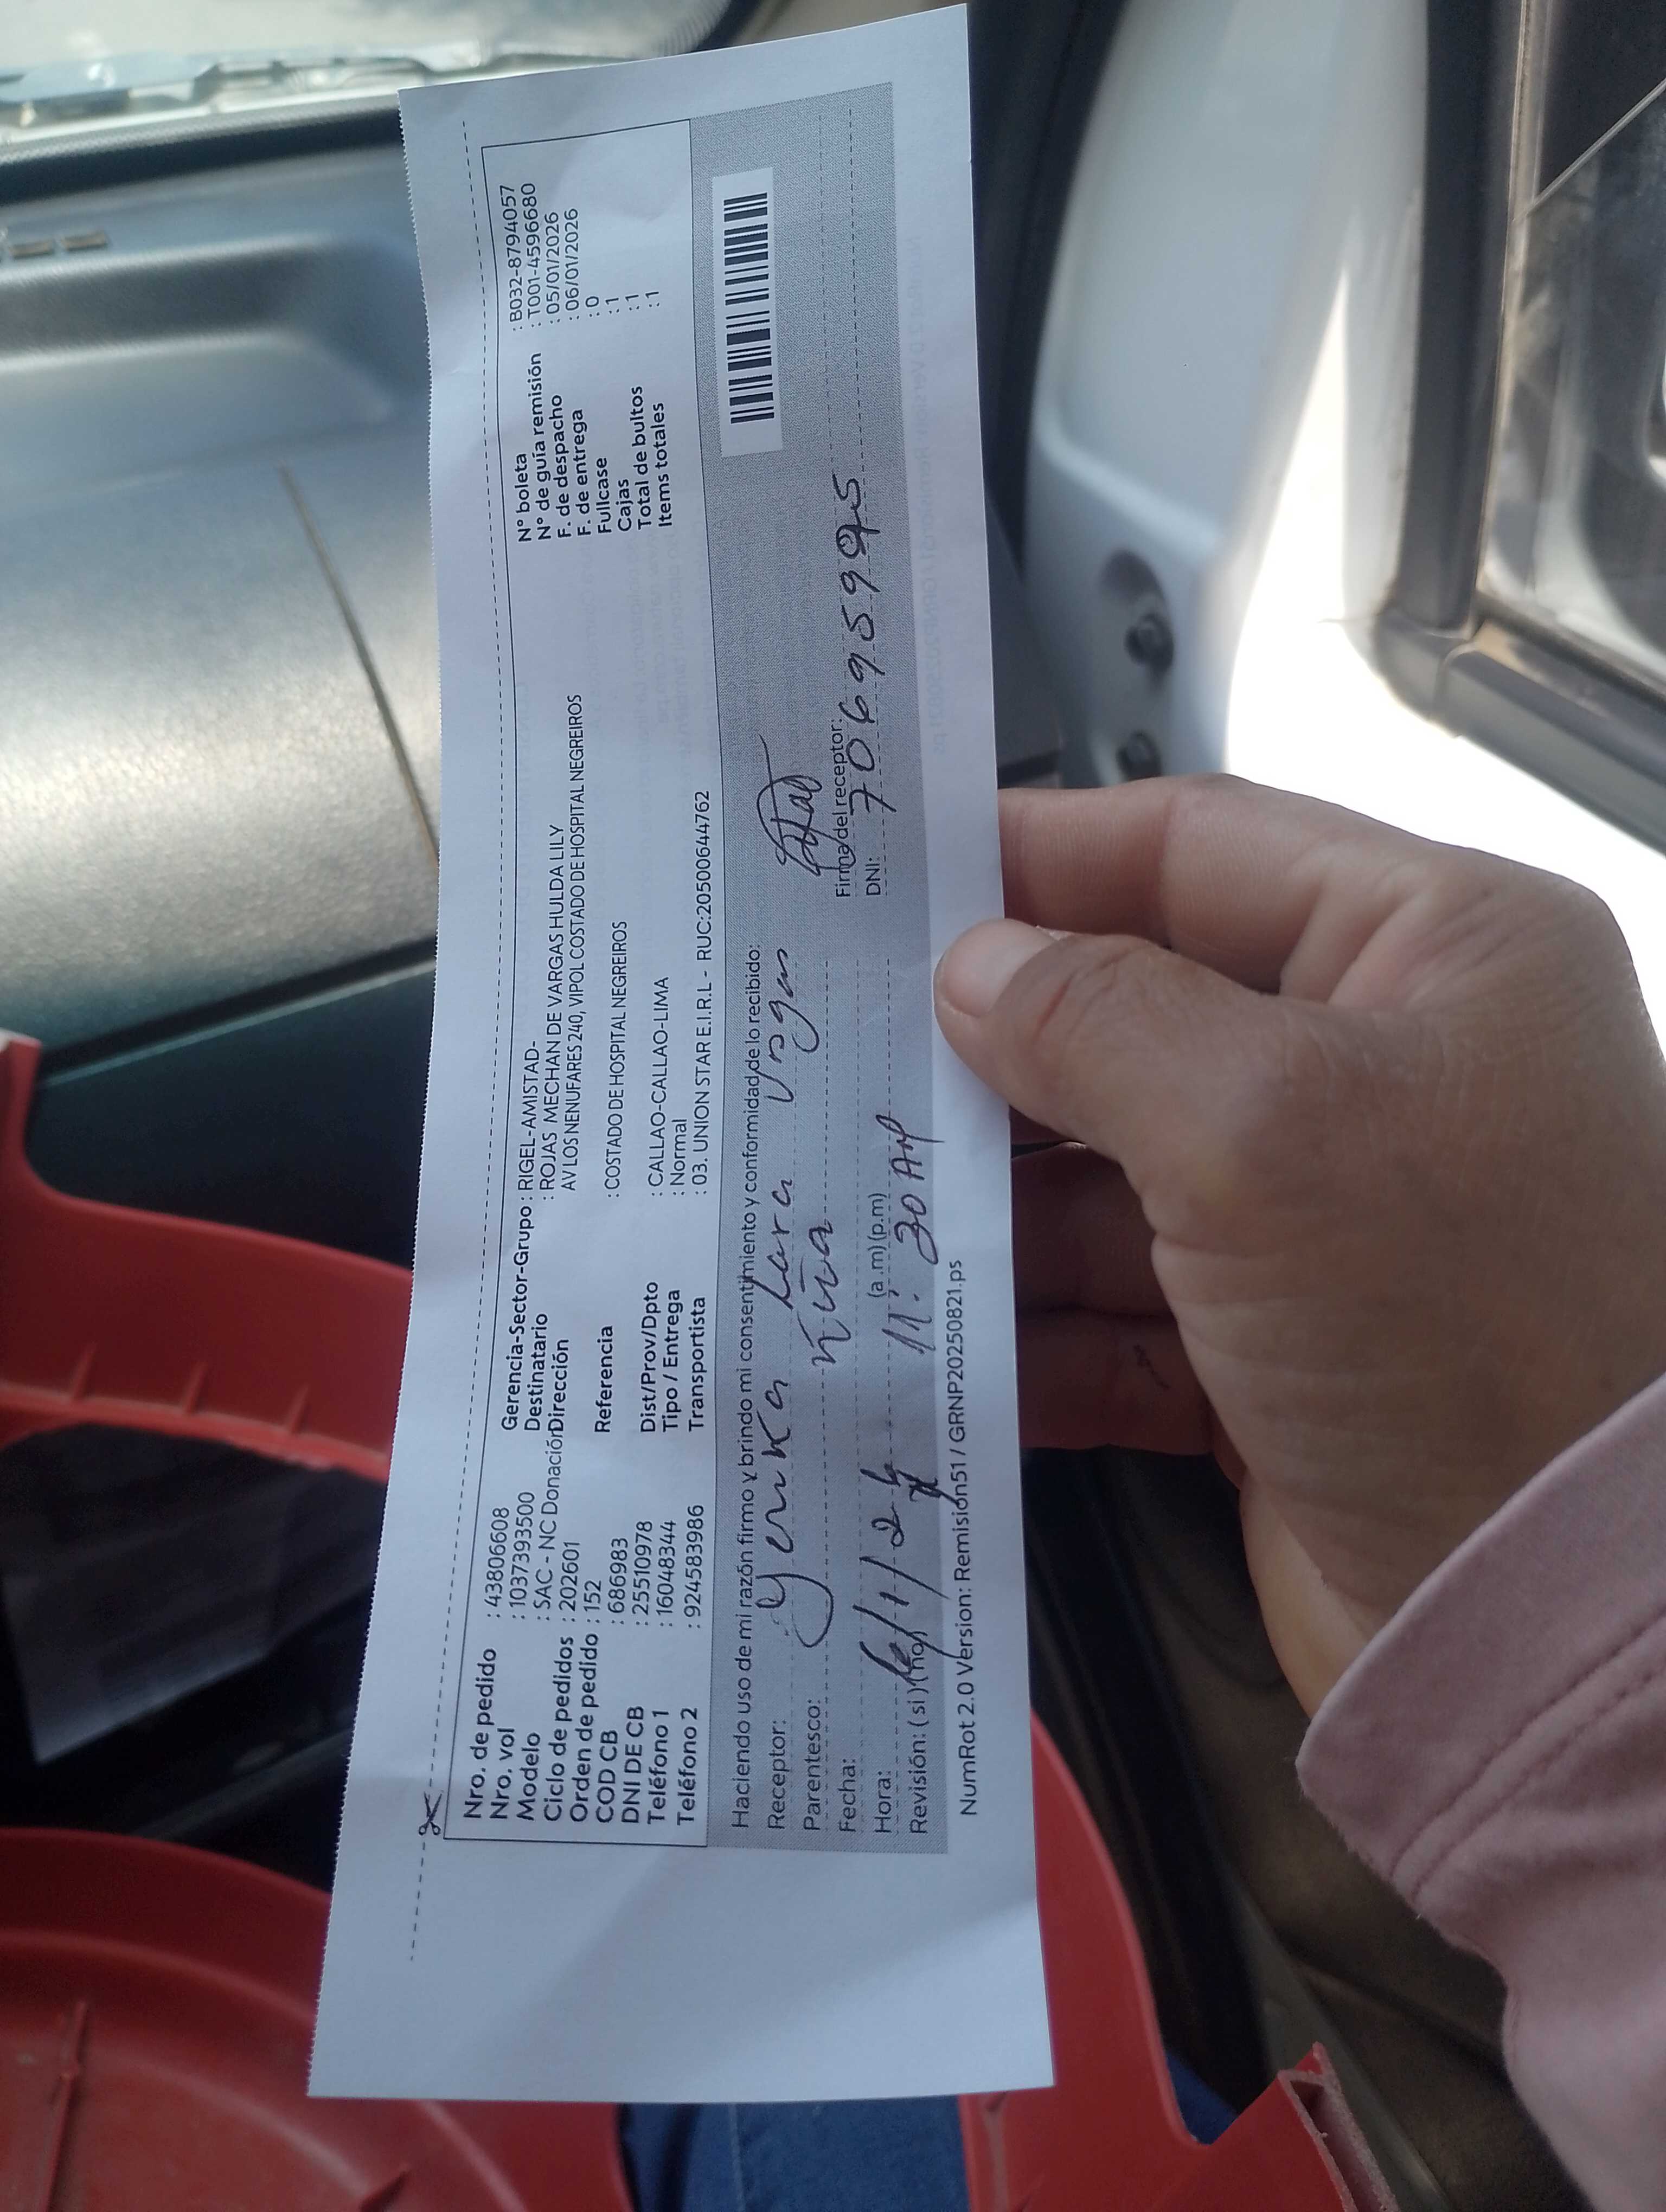 Nro. de pedido : 43806608
Nro. vol : 1037393500
Modelo : SAC - NC Donación
Ciclo de pedidos : 202601
Orden de pedido : 152
COD CB : 686983
DNI DE CB : 25510978
Teléfono 1 : 16048344
Teléfono 2 : 924583986
Gerencia-Sector-Grupo : RIGEL-AMISTAD-
Destinatario : ROJAS MECHAN DE VARGAS HULDA LILY
Dirección AV LOS NENUFARES 240, VIPOL COSTADO DE HOSPITAL NEGREIROS
Referencia : COSTADO DE HOSPITAL NEGREIROS
Dist/Prov/Dpto : CALLAO-CALLAO-LIMA
Tipo / Entrega : Normal
Transportista : 03. UNION STAR E.I.R.L - RUC:20500644762
N° boleta : B032-8794057
N° de guía remisión : T001-4596680
F. de despacho : 05/01/2026
F. de entrega : 06/01/2026
Fullcase : 0
Cajas : 1
Total de bultos : 1
Items totales : 1
Haciendo uso de mi razón firmo y brindo mi consentimiento y conformidad de lo recibido:
Receptor: Yenka Lara
Parentesco:
Firma del receptor:
Fecha: 6/1/26
DNI: 70695995
Hora: (a.m) (p.m) 11:30 AM
Revisión: (si) (no)
NumRot 2.0 Version: Remisión51 / GRNP20250821.ps